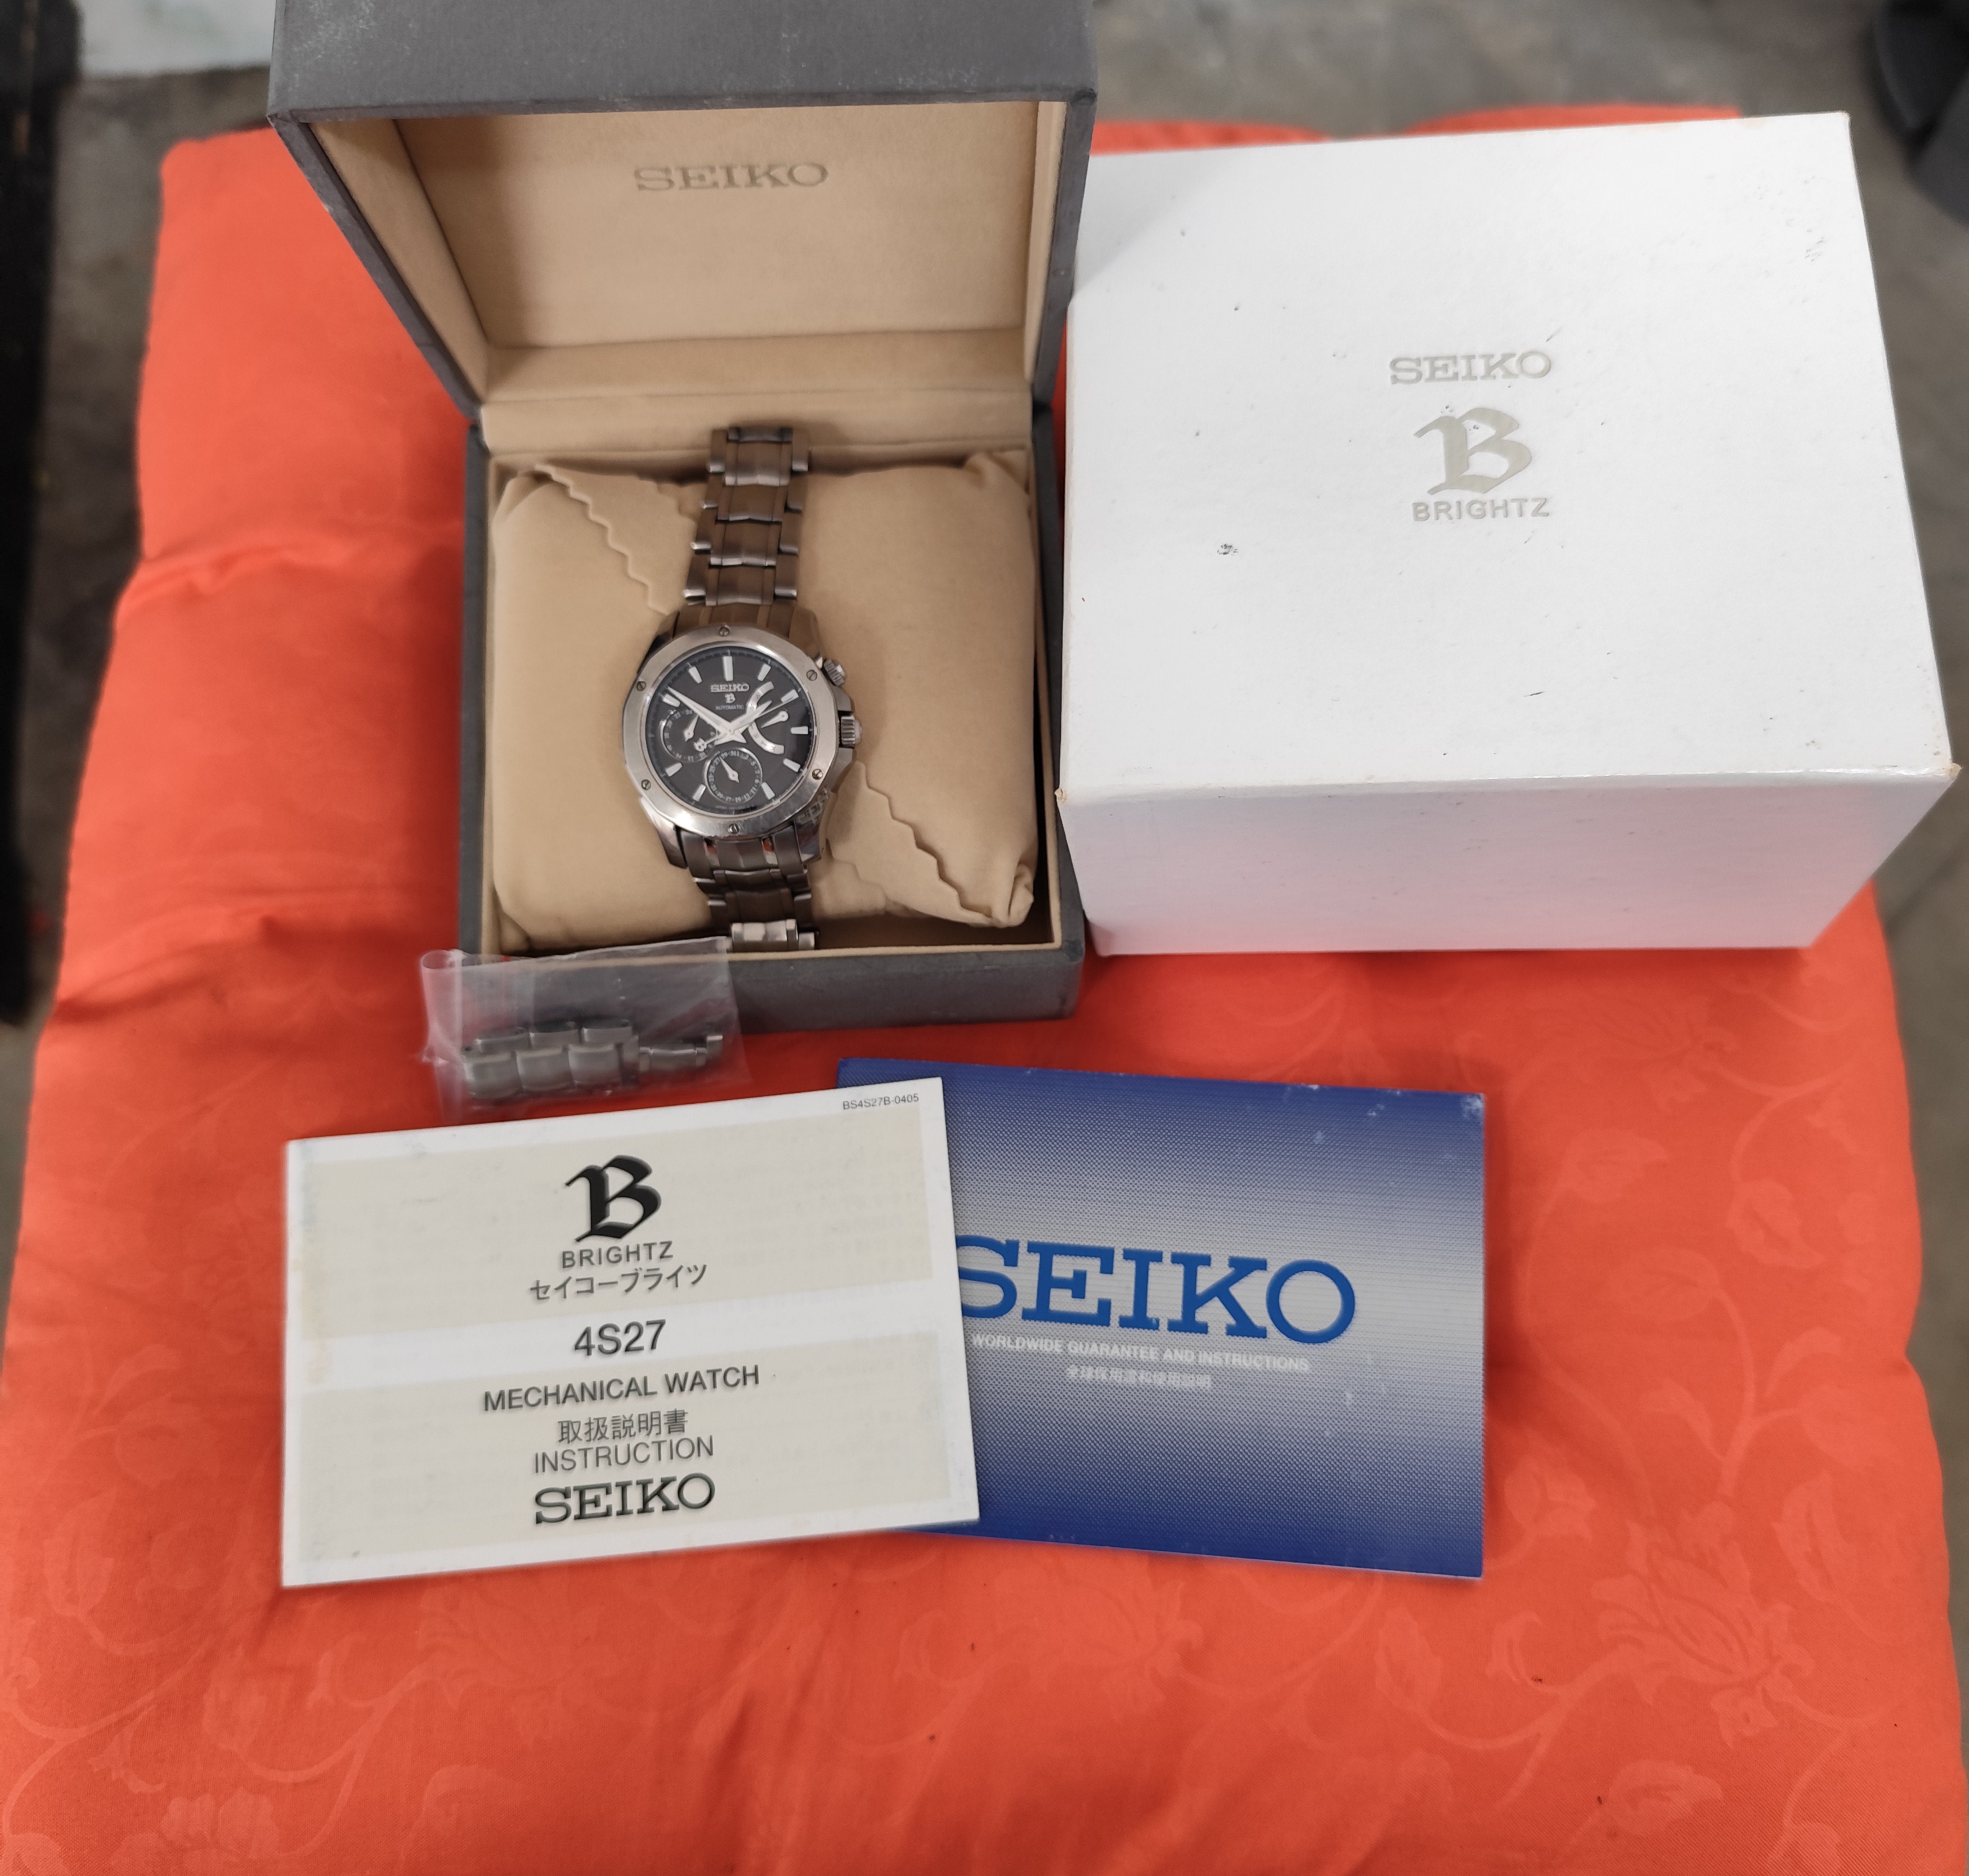 SEIKO
SEIKO
B
BRIGHTZ
SEIKO
B
AUTOMATIC
BS4S27B-0405
B
BRIGHTZ
セイコーブライツ
4S27
MECHANICAL WATCH
取扱説明書
INSTRUCTION
SEIKO
SEIKO
WORLDWIDE GUARANTEE AND INSTRUCTIONS